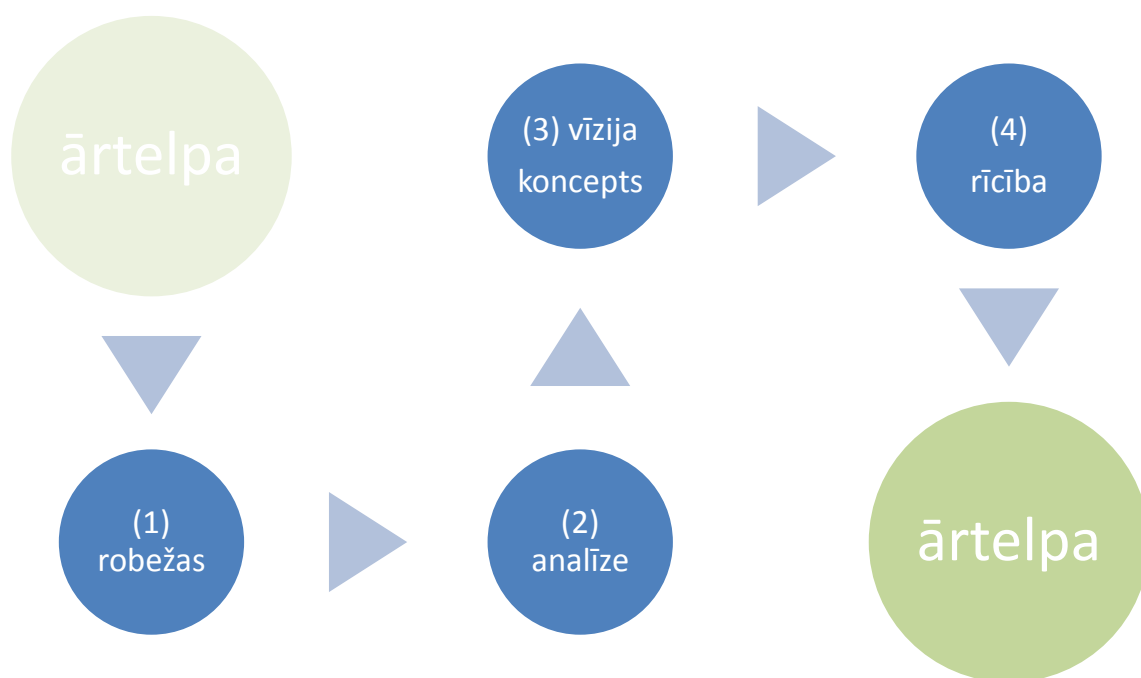 ārtelpa
(1)
robežas
(2)
analīze
(3) vīzija
koncepts
(4)
rīcība
ārtelpa